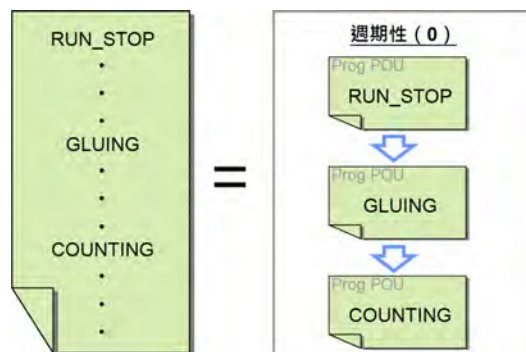 RUN_STOP
GLUING
COUNTING
=
週期性（0）
Prog POU
RUN_STOP
Prog POU
GLUING
Prog POU
COUNTING